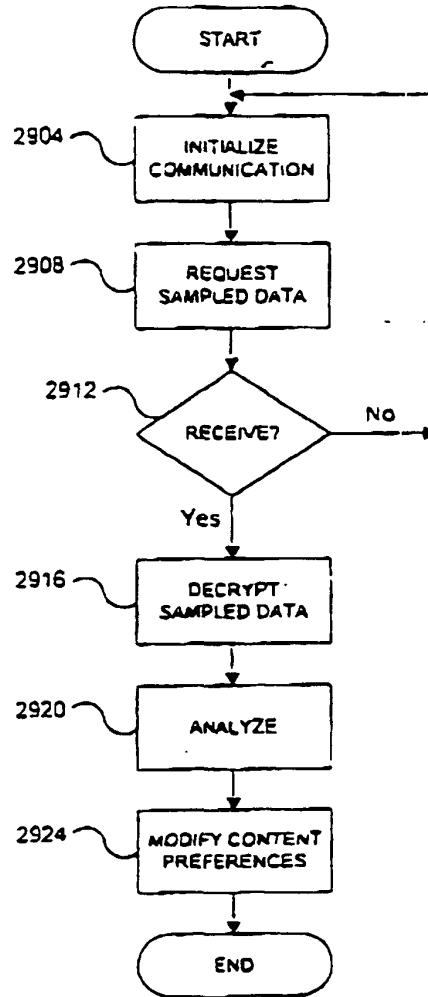 START
2904
INITIALIZE
COMMUNICATION
2908
REQUEST
SAMPLED DATA
2912
RECEIVE?
No
Yes
2916
DECRYPT
SAMPLED DATA
2920
ANALYZE
2924
MODIFY CONTENT
PREFERENCES
END